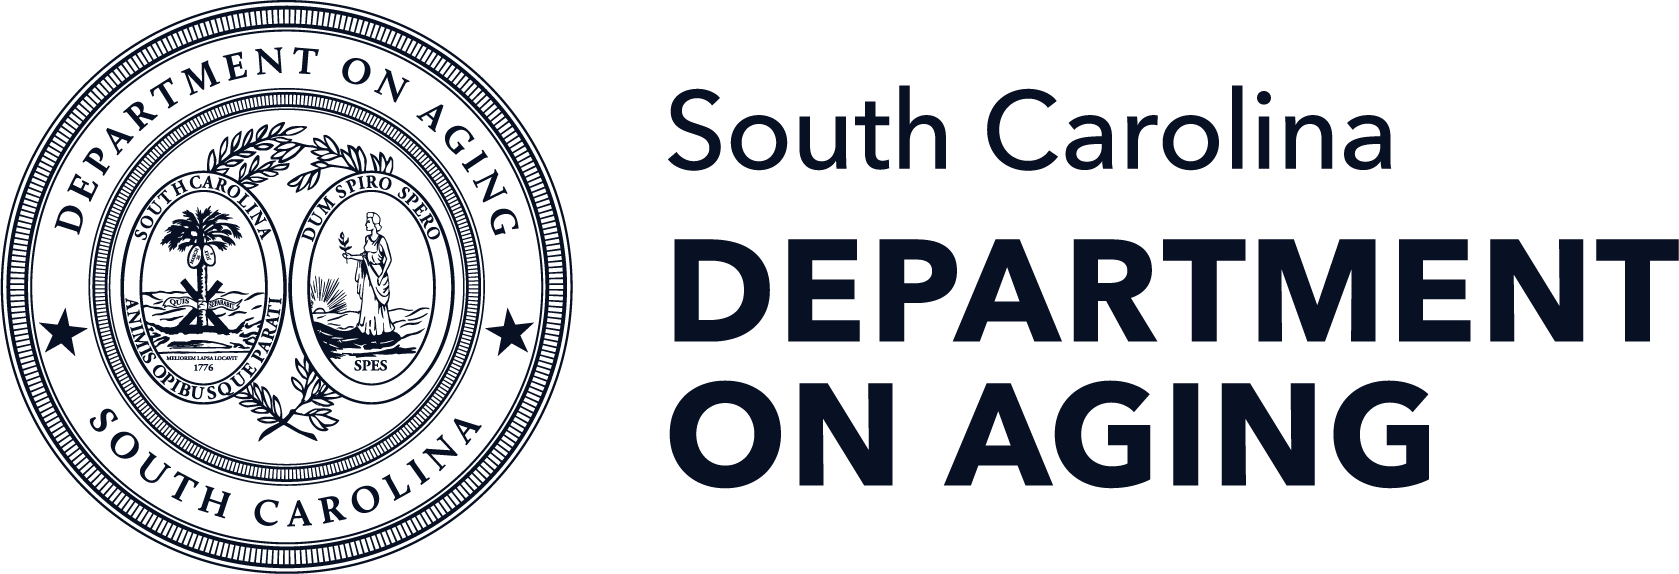 DEPARTMENT ON AGING
SOUTH CAROLINA
SOUTH CAROLINA
ANIMIS OPIBUSQUE PARATI
QUIS SEPARABIT
MELIOREM LAPSA LOCAVIT
1776
DUM SPIRO SPERO
SPES
South Carolina
DEPARTMENT
ON AGING